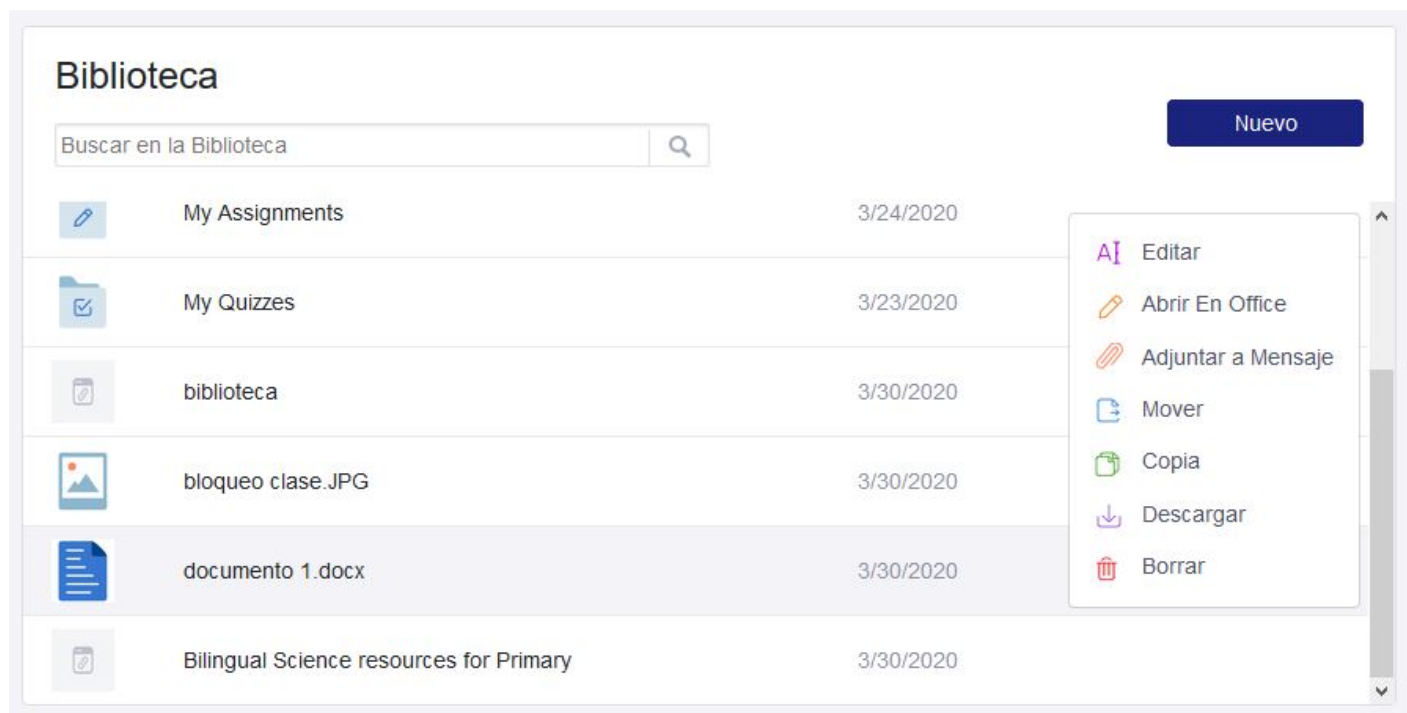 Biblioteca
Nuevo
Buscar en la Biblioteca
My Assignments 3/24/2020
My Quizzes 3/23/2020
biblioteca 3/30/2020
bloqueo clase.JPG 3/30/2020
documento 1.docx 3/30/2020
Bilingual Science resources for Primary 3/30/2020
Editar
Abrir En Office
Adjuntar a Mensaje
Mover
Copia
Descargar
Borrar